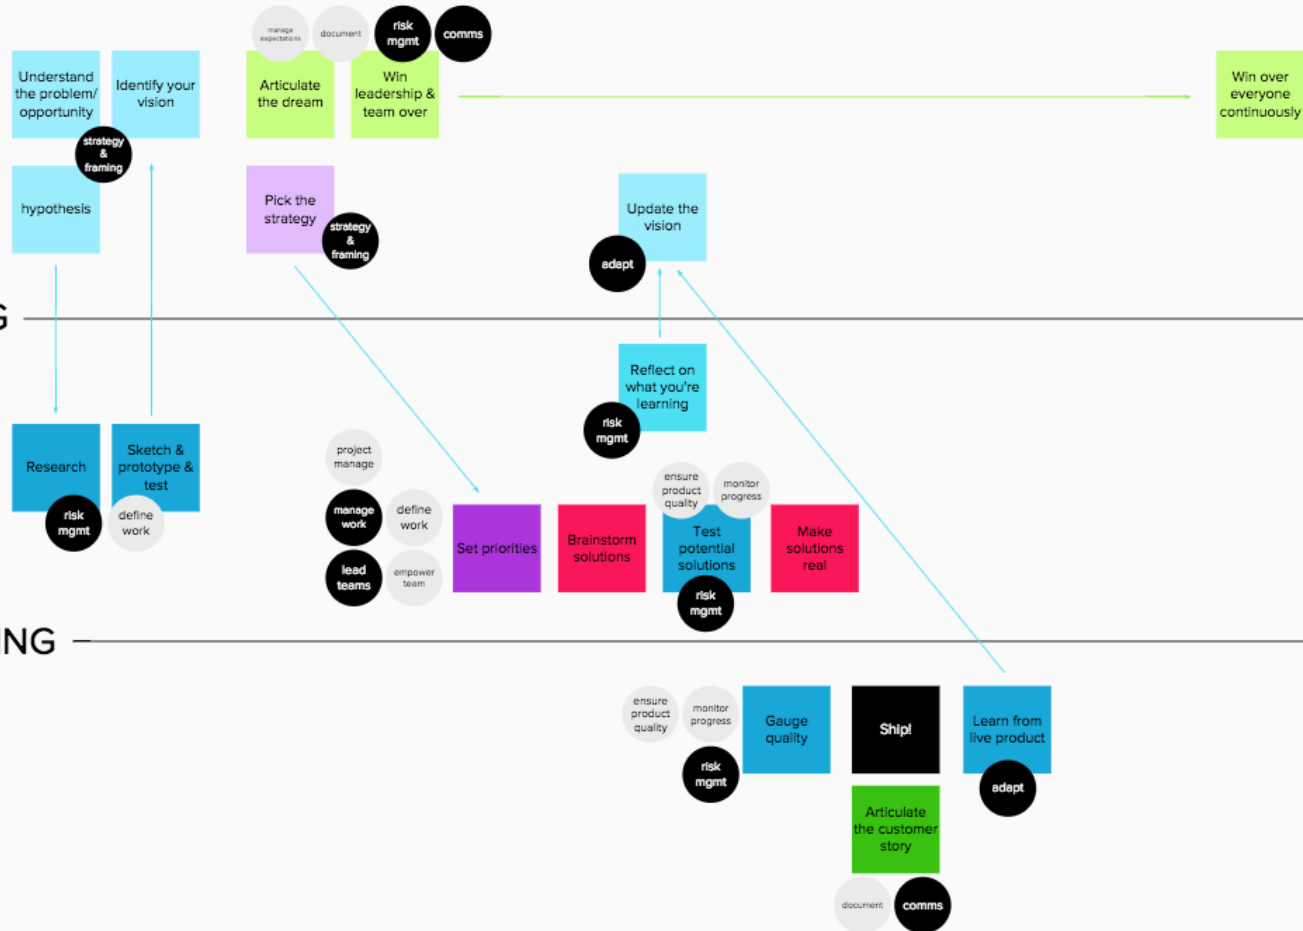 manage
expectations
document
risk
mgmt
comms
Understand
the problem/
opportunity
Identify your
vision
Articulate
the dream
Win
leadership &
team over
Win over
everyone
continuously
strategy
&
framing
hypothesis
Pick the
strategy
strategy
&
framing
Update the
vision
adapt
G
Reflect on
what you're
learning
risk
mgmt
Research
Sketch &
prototype &
test
risk
mgmt
define
work
project
manage
manage
work
define
work
lead
teams
empower
team
Set priorities
Brainstorm
solutions
ensure
product
quality
monitor
progress
Test
potential
solutions
risk
mgmt
Make
solutions
real
ING
ensure
product
quality
monitor
progress
risk
mgmt
Gauge
quality
Ship!
Learn from
live product
adapt
Articulate
the customer
story
document
comms